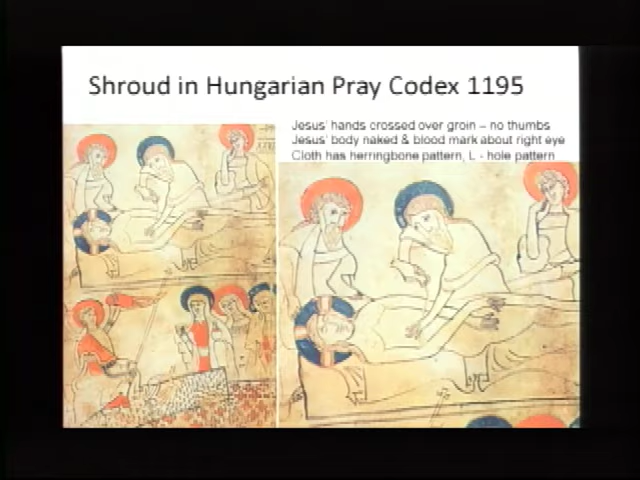 Shroud in Hungarian Pray Codex 1195
Jesus' hands crossed over groin – no thumbs
Jesus' body naked & blood mark about right eye
Cloth has herringbone pattern, L - hole pattern